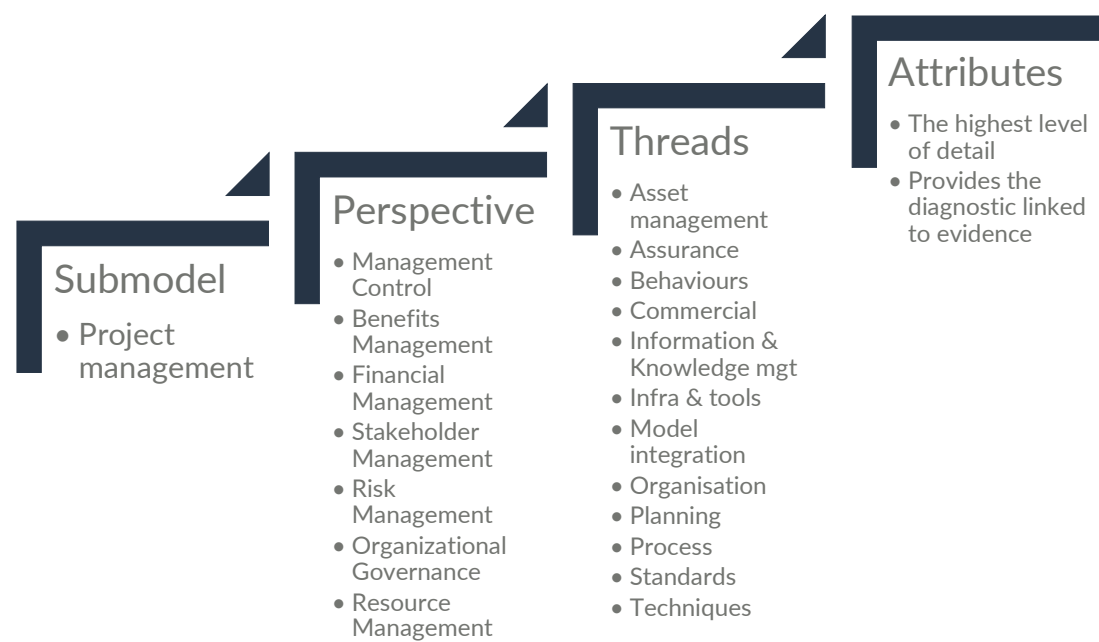 Submodel
• Project
management
Perspective
• Management
Control
• Benefits
Management
• Financial
Management
• Stakeholder
Management
• Risk
Management
• Organizational
Governance
• Resource
Management
Threads
• Asset
management
• Assurance
• Behaviours
• Commercial
• Information &
Knowledge mgt
• Infra & tools
• Model
integration
• Organisation
• Planning
• Process
• Standards
• Techniques
Attributes
• The highest level
of detail
• Provides the
diagnostic linked
to evidence